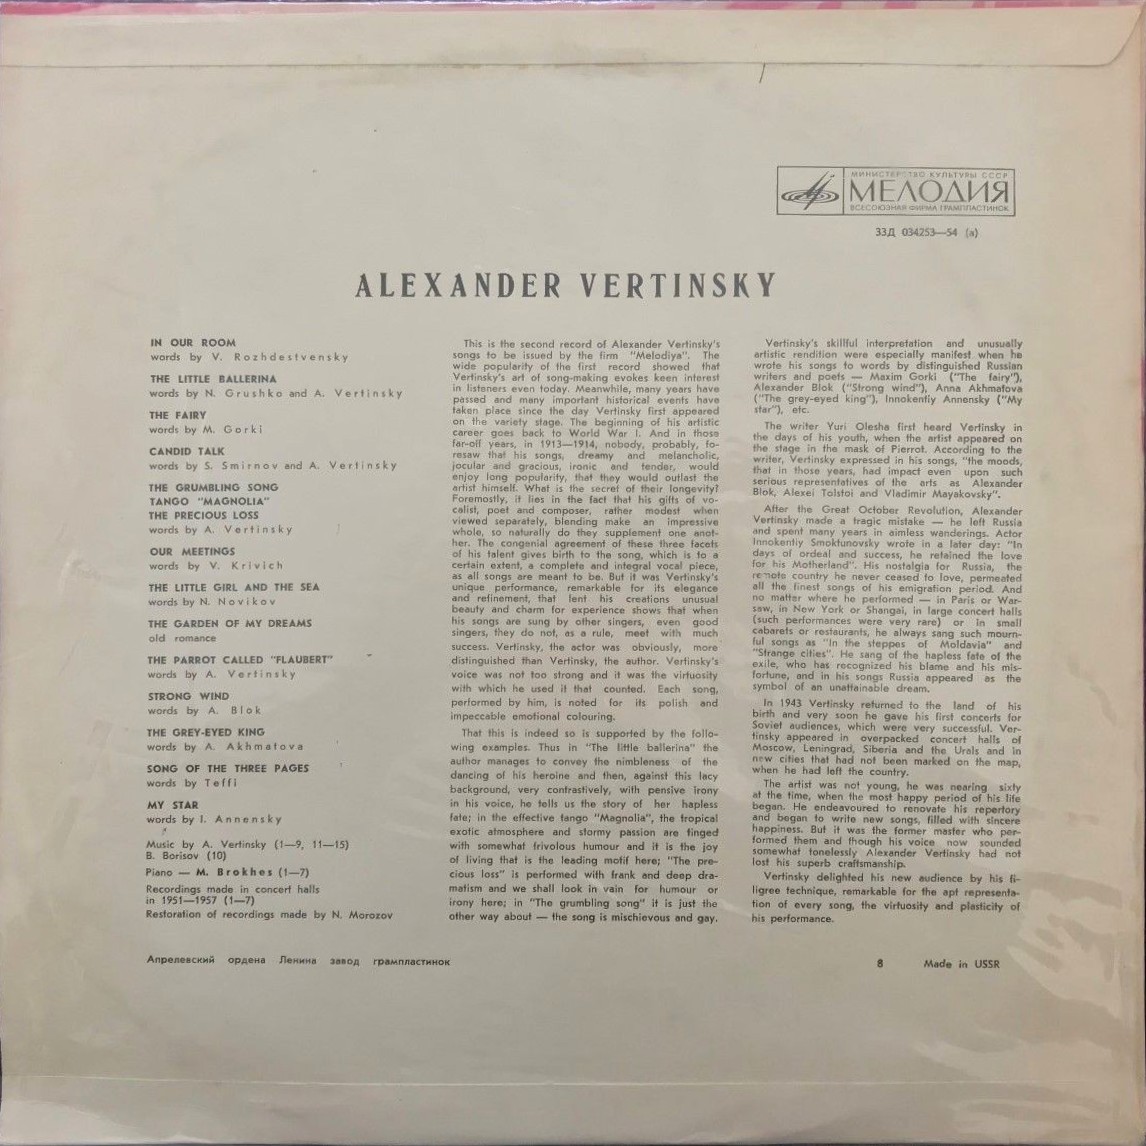 МИНИСТЕРСТВО КУЛЬТУРЫ СССР
МЕЛОДИЯ
ВСЕСОЮЗНАЯ ФИРМА ГРАМПЛАСТИНОК
33Д 034253—54 (а)
ALEXANDER VERTINSKY
IN OUR ROOM
words by V. Rozhdestvensky
THE LITTLE BALLERINA
words by N. Grushko and A. Vertinsky
THE FAIRY
words by M. Gorki
CANDID TALK
words by S. Smirnov and A. Vertinsky
THE GRUMBLING SONG
TANGO "MAGNOLIA"
THE PRECIOUS LOSS
words by A. Vertinsky
OUR MEETINGS
words by V. Krivich
THE LITTLE GIRL AND THE SEA
words by N. Novikov
THE GARDEN OF MY DREAMS
old romance
THE PARROT CALLED "FLAUBERT"
words by A. Vertinsky
STRONG WIND
words by A. Blok
THE GREY-EYED KING
words by A. Akhmatova
SONG OF THE THREE PAGES
words by Teffi
MY STAR
words by I. Annensky
Music by A. Vertinsky (1—9, 11—15)
B. Borisov (10)
Piano — M. Brokhes (1—7)
Recordings made in concert halls
in 1951—1957 (1—7)
Restoration of recordings made by N. Morozov
This is the second record of Alexander Vertinsky's
songs to be issued by the firm "Melodiya". The
wide popularity of the first record showed that
Vertinsky's art of song-making evokes keen interest
in listeners even today. Meanwhile, many years have
passed and many important historical events have
taken place since the day Vertinsky first appeared
on the variety stage. The beginning of his artistic
career goes back to World War I. And in those
far-off years, in 1913—1914, nobody, probably, fo-
resaw that his songs, dreamy and melancholic,
jocular and gracious, ironic and tender, would
enjoy long popularity, that they would outlast the
artist himself. What is the secret of their longevity?
Foremostly, it lies in the fact that his gifts of vo-
calist, poet and composer, rather modest when
viewed separately, blending make an impressive
whole, so naturally do they supplement one anot-
her. The congenial agreement of these three facets
of his talent gives birth to the song, which is to a
certain extent, a complete and integral vocal piece,
as all songs are meant to be. But it was Vertinsky's
unique performance, remarkable for its elegance
and refinement, that lent his creations unusual
beauty and charm for experience shows that when
his songs are sung by other singers, even good
singers, they do not, as a rule, meet with much
success. Vertinsky, the actor was obviously, more
distinguished than Vertinsky, the author. Vertinsky's
voice was not too strong and it was the virtuosity
with which he used it that counted. Each song,
performed by him, is noted for its polish and
impeccable emotional colouring.
That this is indeed so is supported by the follo-
wing examples. Thus in "The little ballerina" the
author manages to convey the nimbleness of the
dancing of his heroine and then, against this lacy
background, very contrastively, with pensive irony
in his voice, he tells us the story of her hapless
fate; in the effective tango "Magnolia", the tropical
exotic atmosphere and stormy passion are tinged
with somewhat frivolous humour and it is the joy
of living that is the leading motif here; "The pre-
cious loss" is performed with frank and deep dra-
matism and we shall look in vain for humour or
irony here; in "The grumbling song" it is just the
other way about — the song is mischievous and gay.
Vertinsky's skillful interpretation and unusually
artistic rendition were especially manifest when he
wrote his songs to words by distinguished Russian
writers and poets — Maxim Gorki ("The fairy"),
Alexander Blok ("Strong wind"), Anna Akhmatova
("The grey-eyed king"), Innokentiy Annensky ("My
star"), etc.
The writer Yuri Olesha first heard Vertinsky in
the days of his youth, when the artist appeared on
the stage in the mask of Pierrot. According to the
writer, Vertinsky expressed in his songs, "the moods,
that in those years, had impact even upon such
serious representatives of the arts as Alexander
Blok, Alexei Tolstoi and Vladimir Mayakovsky".
After the Great October Revolution, Alexander
Vertinsky made a tragic mistake — he left Russia
and spent many years in aimless wanderings. Actor
Innokentiy Smoktunovsky wrote in a later day: "In
days of ordeal and success, he retained the love
for his Motherland". His nostalgia for Russia, the
remote country he never ceased to love, permeated
all the finest songs of his emigration period. And
no matter where he performed — in Paris or War-
saw, in New York or Shangai, in large concert halls
(such performances were very rare) or in small
cabarets or restaurants, he always sang such mourn-
ful songs as "In the steppes of Moldavia" and
"Strange cities". He sang of the hapless fate of the
exile, who has recognized his blame and his mis-
fortune, and in his songs Russia appeared as the
symbol of an unattainable dream.
In 1943 Vertinsky returned to the land of his
birth and very soon he gave his first concerts for
Soviet audiences, which were very successful. Ver-
tinsky appeared in overpacked concert halls of
Moscow, Leningrad, Siberia and the Urals and in
new cities that had not been marked on the map,
when he had left the country.
The artist was not young, he was nearing sixty
at the time, when the most happy period of his life
began. He endeavoured to renovate his repertory
and began to write new songs, filled with sincere
happiness. But it was the former master who per-
formed them and though his voice now sounded
somewhat tonelessly Alexander Vertinsky had not
lost his superb craftsmanship.
Vertinsky delighted his new audience by his fi-
ligree technique, remarkable for the apt representa-
tion of every song, the virtuosity and plasticity of
his performance.
Апрелевский ордена Ленина завод грампластинок
8 Made in USSR